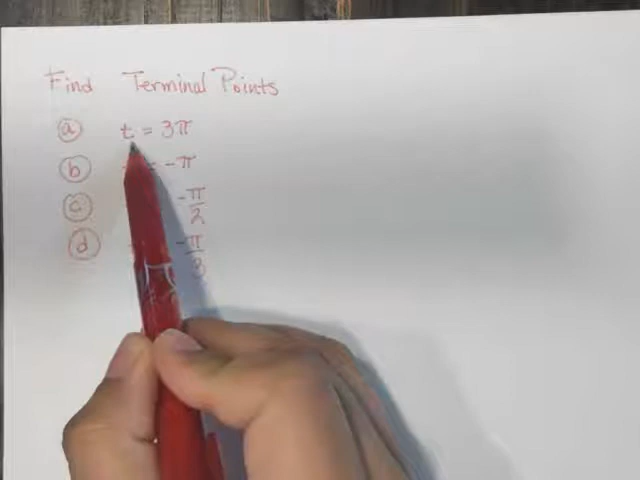 Find Terminal Points
(a) t = 3π
(b) = -π
(c) -π/2
(d) -π/3